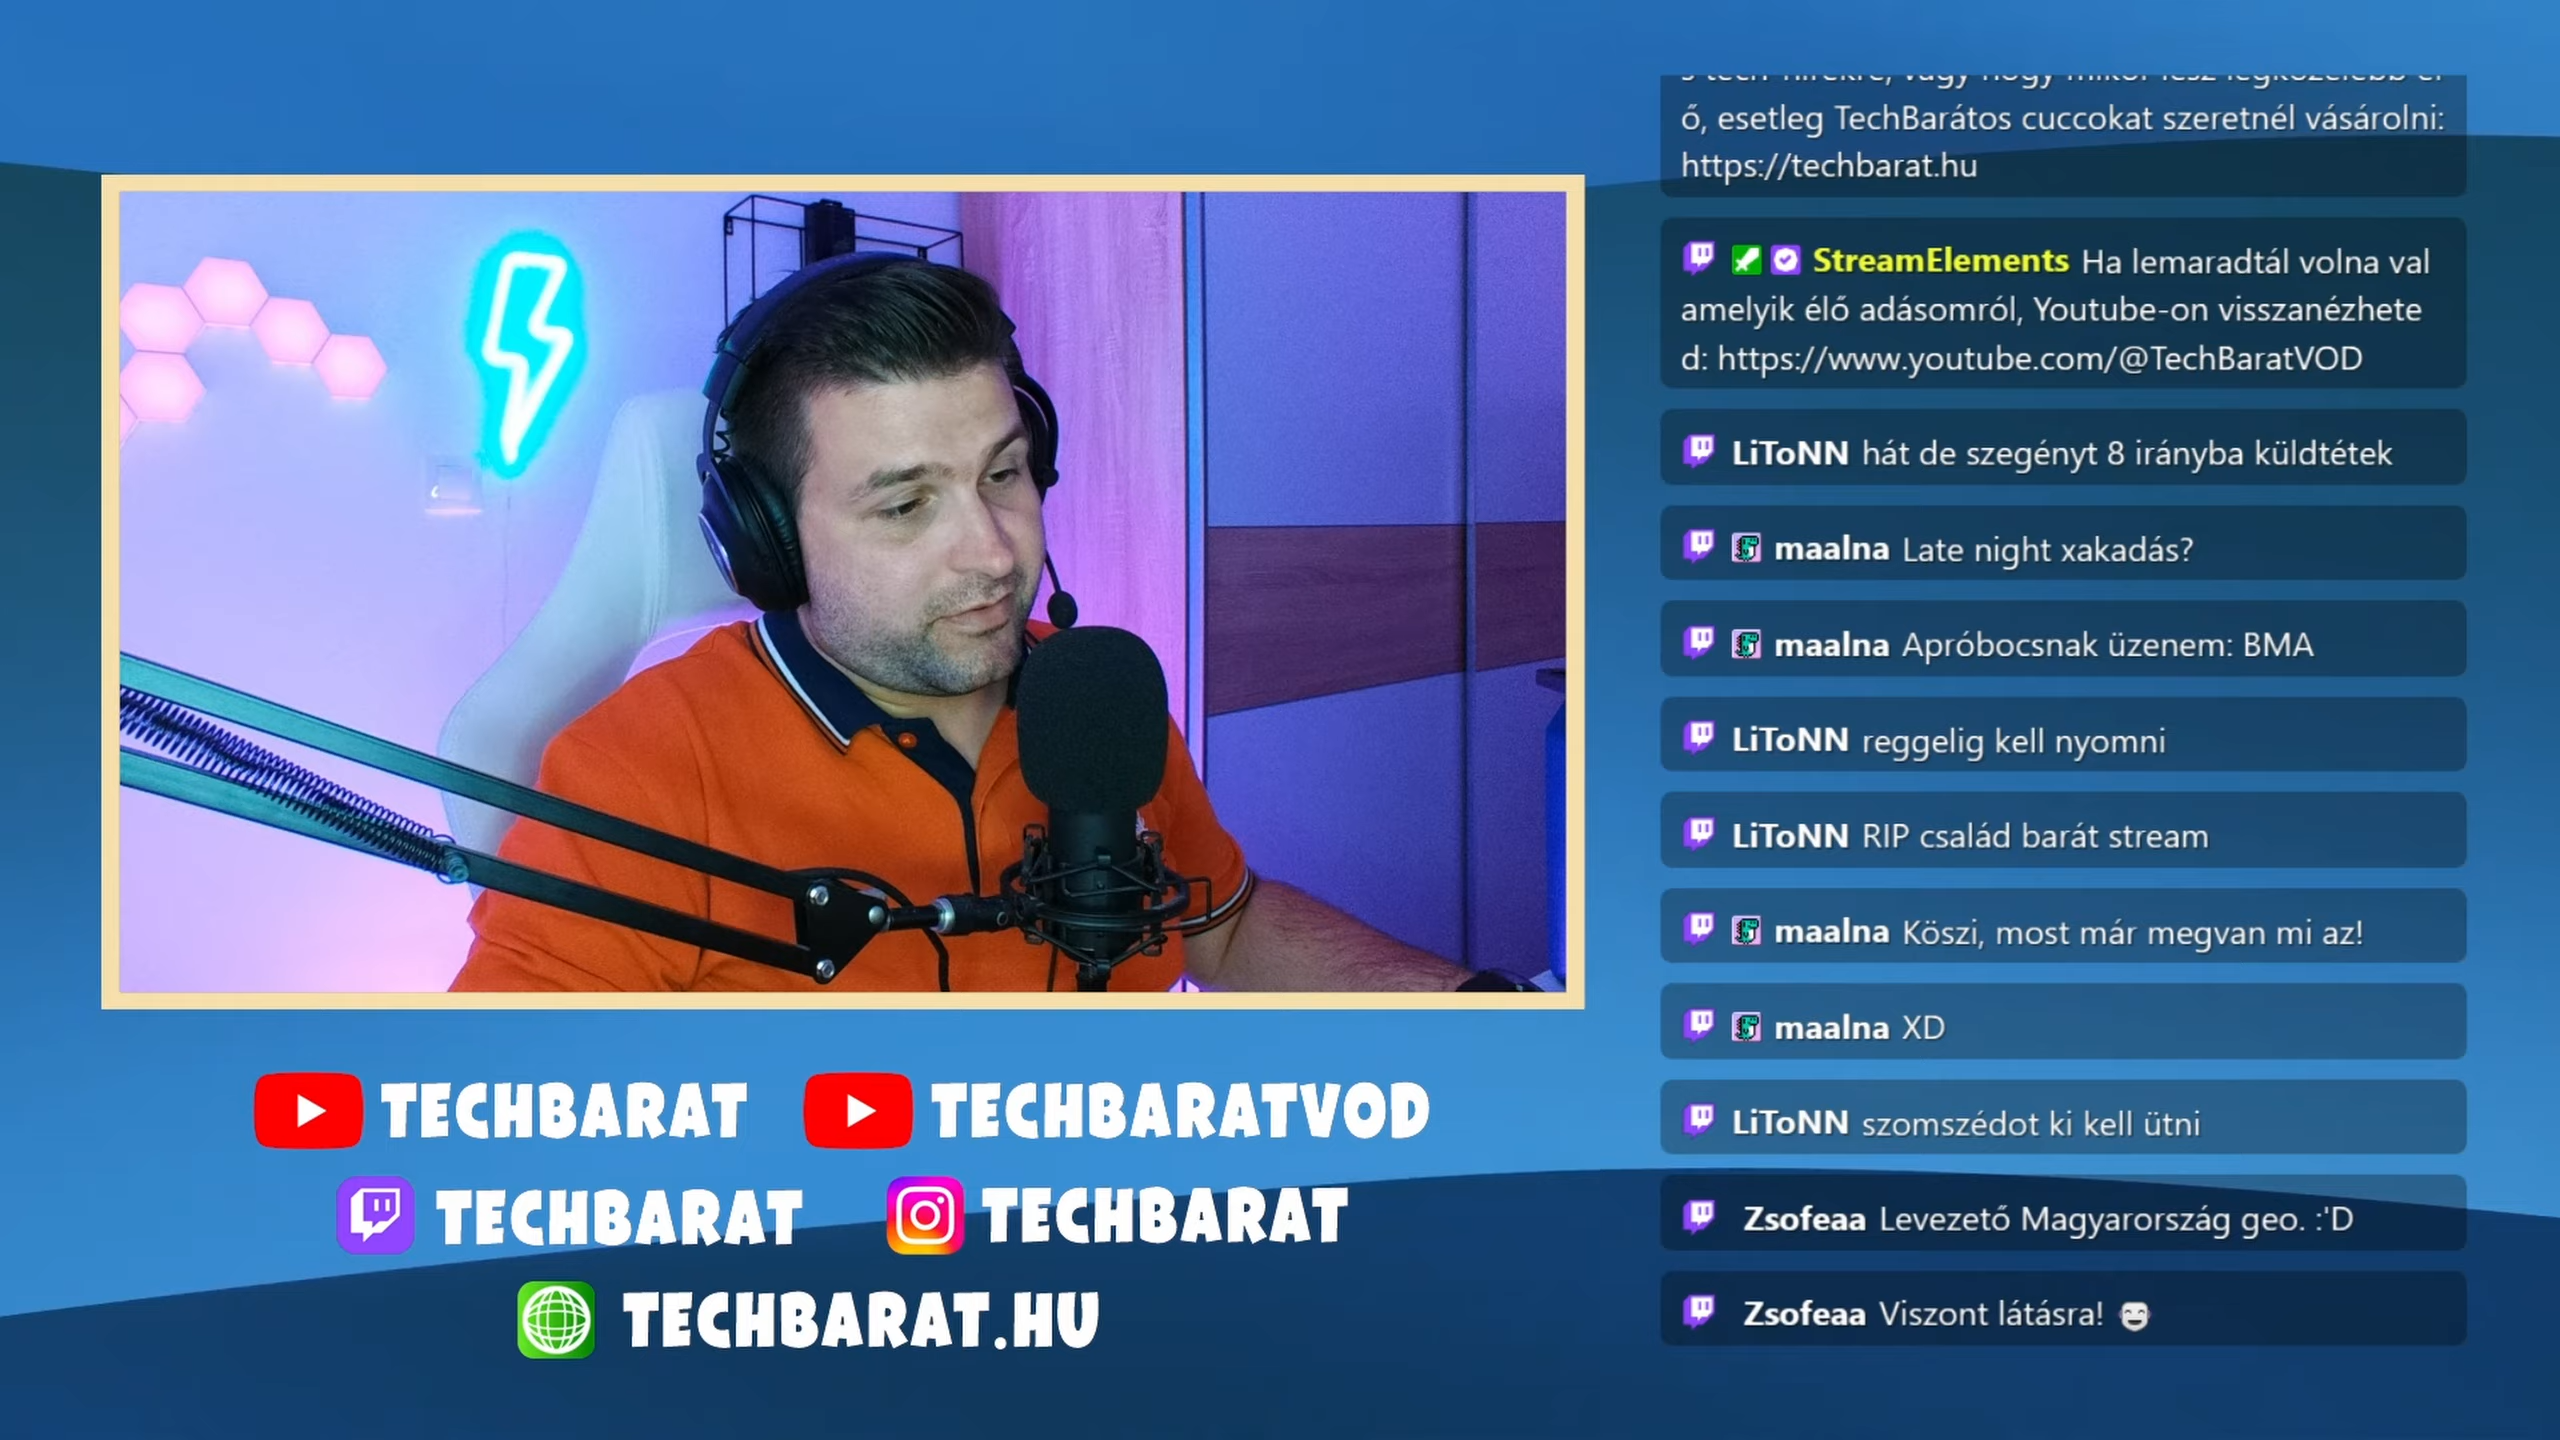 ő, esetleg TechBarátos cuccokat szeretnél vásárolni:
https://techbarat.hu
StreamElements Ha lemaradtál volna val
amelyik élő adásomról, Youtube-on visszanézhete
d: https://www.youtube.com/@TechBaratVOD
LiToNN hát de szegényt 8 irányba küldtétek
maalna Late night xakadás?
maalna Apróbocsnak üzenem: BMA
LiToNN reggelig kell nyomni
LiToNN RIP család barát stream
maalna Köszi, most már megvan mi az!
maalna XD
LiToNN szomszédot ki kell ütni
Zsofeaa Levezető Magyarország geo. :'D
Zsofeaa Viszont látásra!
TECHBARAT TECHBARATVOD
TECHBARAT TECHBARAT
TECHBARAT.HU